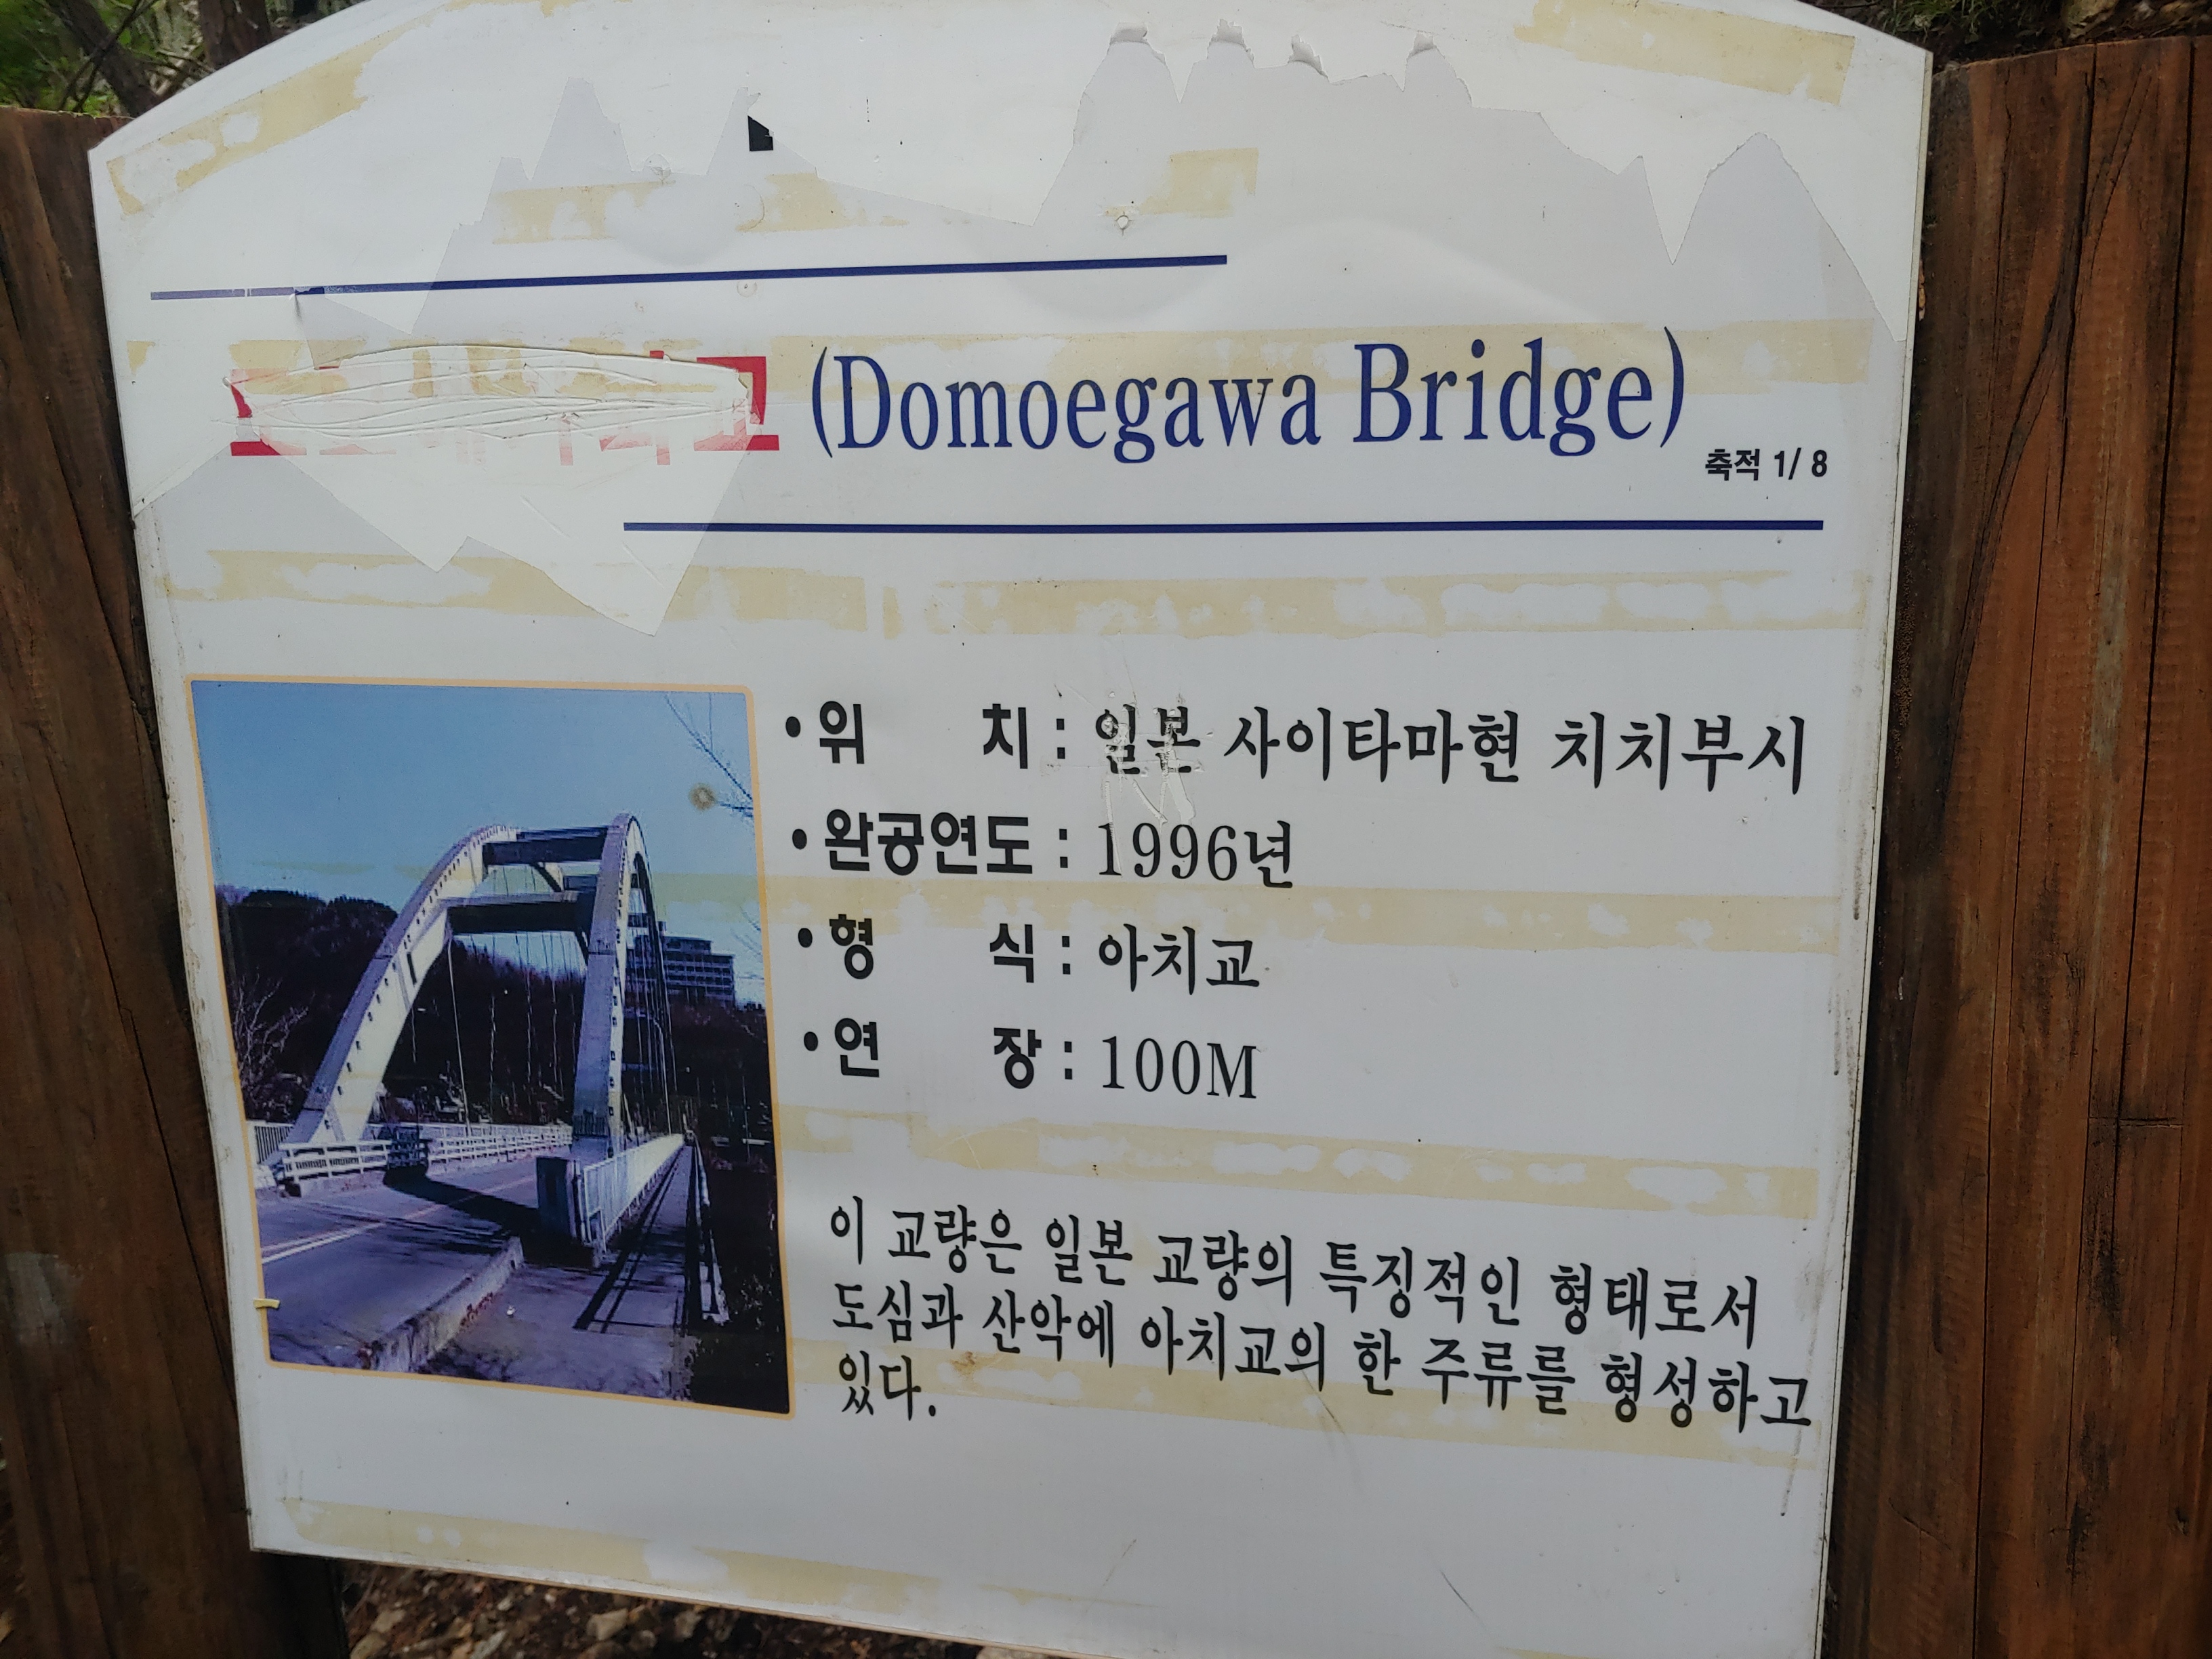 (Domoegawa Bridge)
축적 1/ 8
• 위 치 : 일본 사이타마현 치치부시
• 완공연도 : 1996년
• 형 식 : 아치교
• 연 장 : 100M
이 교량은 일본 교량의 특징적인 형태로서
도심과 산악에 아치교의 한 주류를 형성하고
있다.